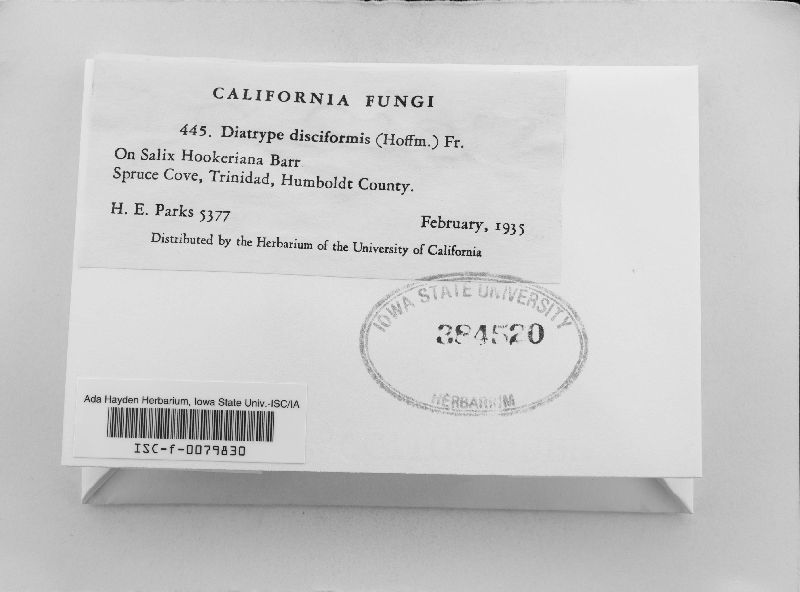 CALIFORNIA FUNGI
445. Diatrype disciformis (Hoffm.) Fr.
On Salix Hookeriana Barr
Spruce Cove, Trinidad, Humboldt County.
H. E. Parks 5377 February, 1935
Distributed by the Herbarium of the University of California
IOWA STATE UNIVERSITY
384520
HERBARIUM
Ada Hayden Herbarium, Iowa State Univ.-ISC/IA
ISC-f-0079830